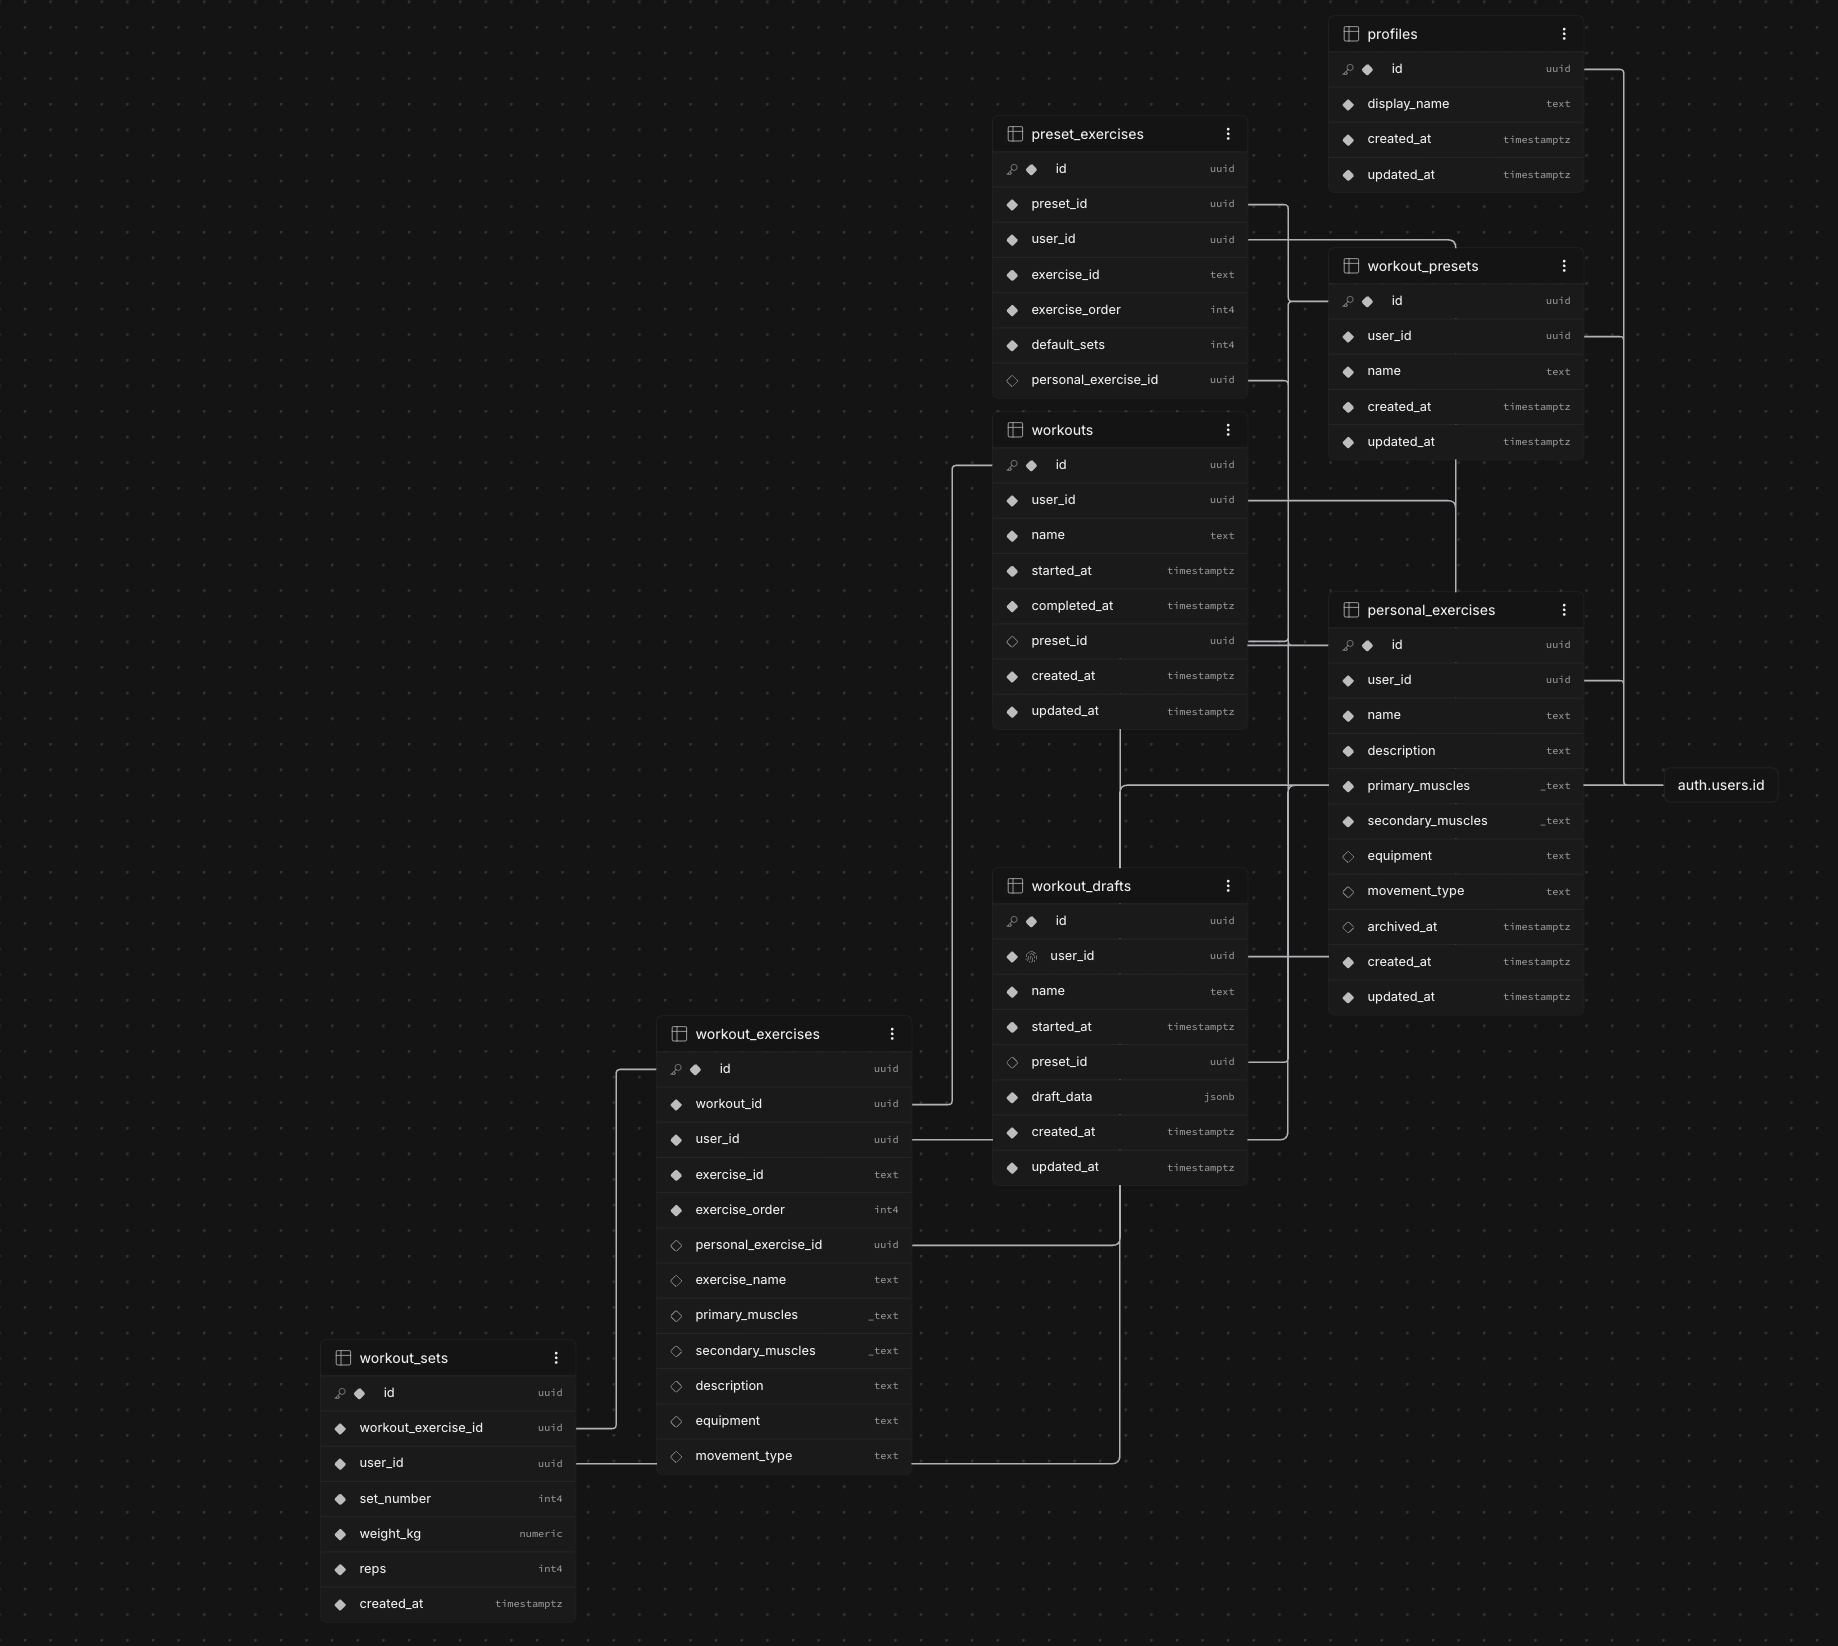 profiles
id uuid
display_name text
created_at timestamptz
updated_at timestamptz
preset_exercises
id uuid
preset_id uuid
user_id uuid
exercise_id text
exercise_order int4
default_sets int4
personal_exercise_id uuid
workout_presets
id uuid
user_id uuid
name text
created_at timestamptz
updated_at timestamptz
workouts
id uuid
user_id uuid
name text
started_at timestamptz
completed_at timestamptz
preset_id uuid
created_at timestamptz
updated_at timestamptz
personal_exercises
id uuid
user_id uuid
name text
description text
primary_muscles _text
secondary_muscles _text
equipment text
movement_type text
archived_at timestamptz
created_at timestamptz
updated_at timestamptz
auth.users.id
workout_drafts
id uuid
user_id uuid
name text
started_at timestamptz
preset_id uuid
draft_data jsonb
created_at timestamptz
updated_at timestamptz
workout_exercises
id uuid
workout_id uuid
user_id uuid
exercise_id text
exercise_order int4
personal_exercise_id uuid
exercise_name text
primary_muscles _text
secondary_muscles _text
description text
equipment text
movement_type text
workout_sets
id uuid
workout_exercise_id uuid
user_id uuid
set_number int4
weight_kg numeric
reps int4
created_at timestamptz